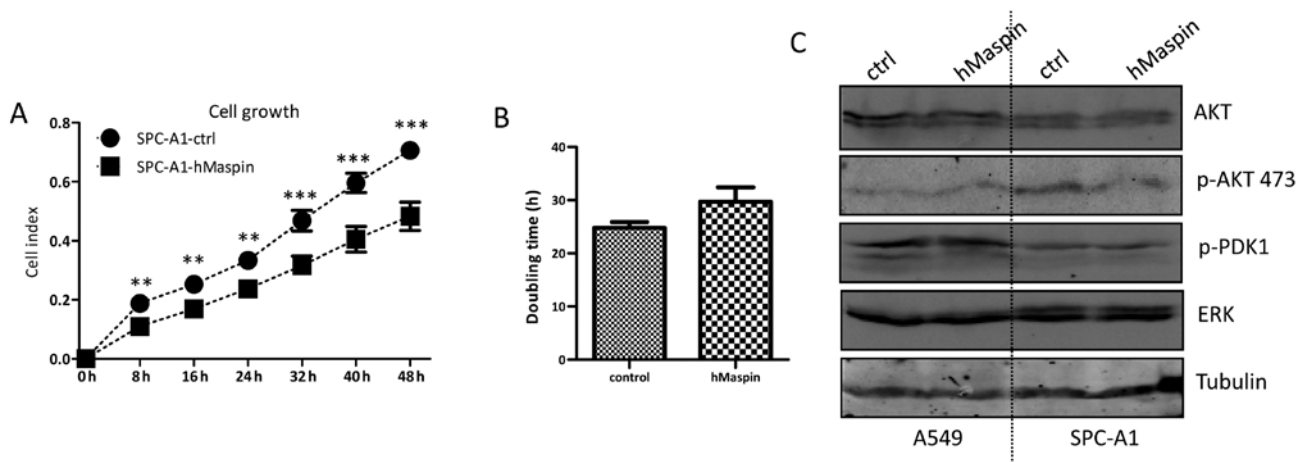 A
Cell growth
SPC-A1-ctrl
SPC-A1-hMaspin
Cell index
0.8
0.6
0.4
0.2
0.0
**
**
**
***
***
***
0h 8h 16h 24h 32h 40h 48h
B
Doubling time (h)
40
30
20
10
0
control hMaspin
C
ctrl hMaspin ctrl hMaspin
AKT
p-AKT 473
p-PDK1
ERK
Tubulin
A549 SPC-A1